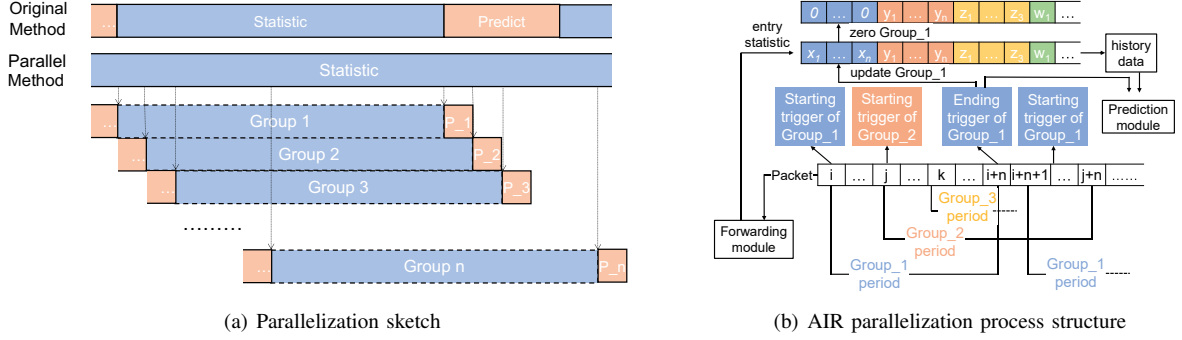 Original
Method
...
Statistic
Predict
Parallel
Method
Statistic
...
Group 1
P_1
...
Group 2
P_2
...
Group 3
P_3
.........
...
Group n
P_n
(a) Parallelization sketch
0 ... 0 y₁ ... yₙ z₁ ... z₃ w₁ ...
zero Group_1
entry
statistic
x₁ ... xₙ y₁ ... yₙ z₁ ... z₃ w₁ ...
history
data
update Group_1
Starting
trigger of
Group_1
Starting
trigger of
Group_2
Ending
trigger of
Group_1
Starting
trigger of
Group_1
Prediction
module
Packet
i ... j ... k ... i+n i+n+1 ... j+n ......
Group_3
period
Forwarding
module
Group_2
period
Group_1
period
Group_1
period
(b) AIR parallelization process structure